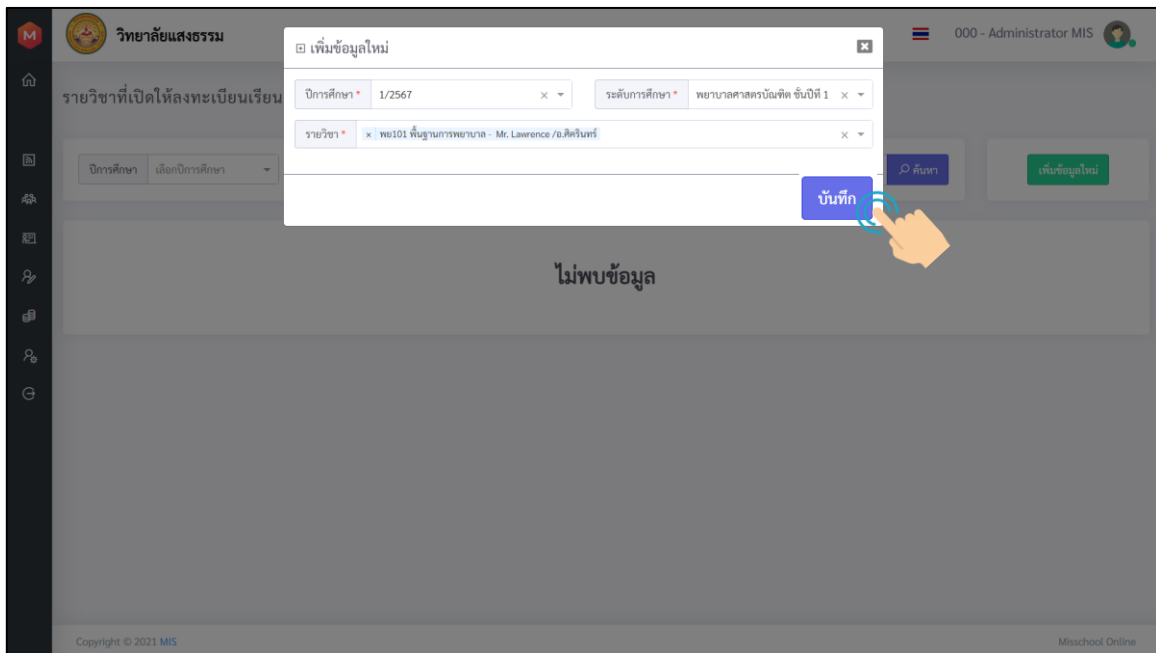 M
วิทยาลัยแสงธรรม
000 - Administrator MIS
เพิ่มข้อมูลใหม่
รายวิชาที่เปิดให้ลงทะเบียนเรียน
ปีการศึกษา * 1/2567
ระดับการศึกษา * พยาบาลศาสตรบัณฑิต ชั้นปีที่ 1
รายวิชา * × พย101 พื้นฐานการพยาบาล - Mr. Lawrence /อ.ศิครินทร์
ปีการศึกษา เลือกปีการศึกษา
ค้นหา
เพิ่มข้อมูลใหม่
บันทึก
ไม่พบข้อมูล
Copyright © 2021 MIS
Misschool Online